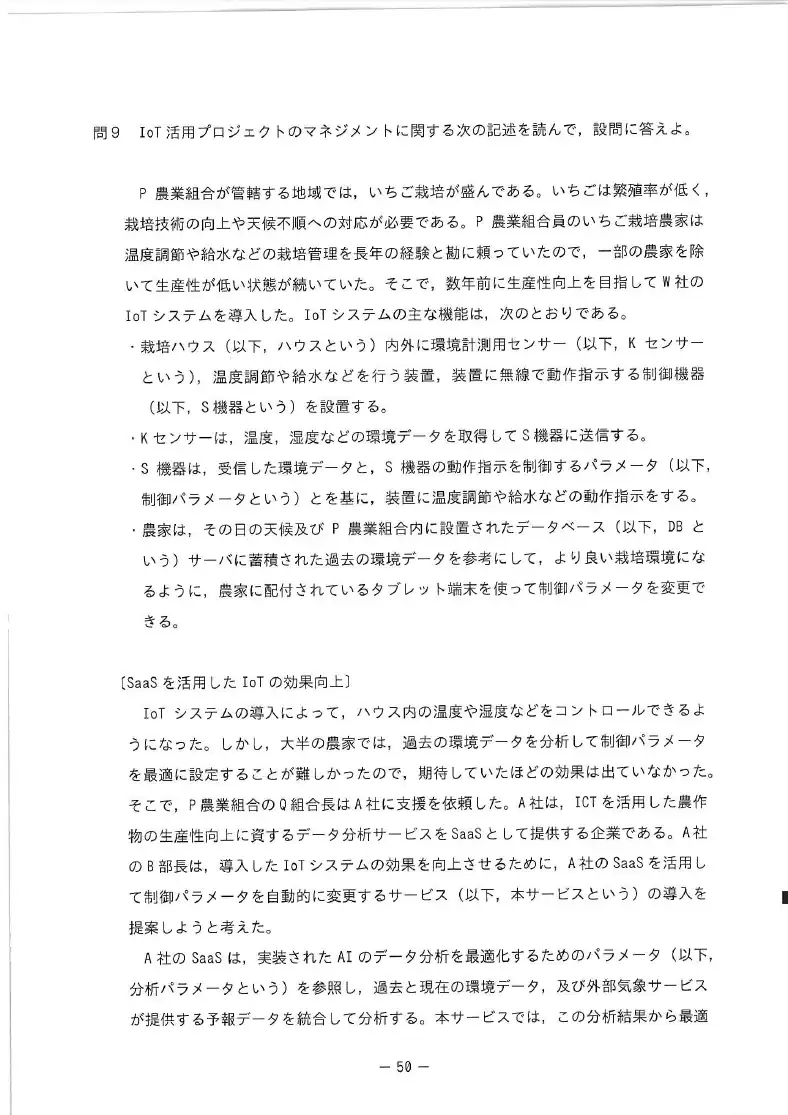 問9　IoT活用プロジェクトのマネジメントに関する次の記述を読んで，設問に答えよ。
P 農業組合が管轄する地域では，いちご栽培が盛んである。いちごは繁殖率が低く，
栽培技術の向上や天候不順への対応が必要である。P 農業組合員のいちご栽培農家は
温度調節や給水などの栽培管理を長年の経験と勘に頼っていたので，一部の農家を除
いて生産性が低い状態が続いていた。そこで，数年前に生産性向上を目指して W 社の
IoT システムを導入した。IoT システムの主な機能は，次のとおりである。
・栽培ハウス（以下，ハウスという）内外に環境計測用センサー（以下，K センサー
という），温度調節や給水などを行う装置，装置に無線で動作指示する制御機器
（以下，S 機器という）を設置する。
・K センサーは，温度，湿度などの環境データを取得して S 機器に送信する。
・S 機器は，受信した環境データと，S 機器の動作指示を制御するパラメータ（以下，
制御パラメータという）とを基に，装置に温度調節や給水などの動作指示をする。
・農家は，その日の天候及び P 農業組合内に設置されたデータベース（以下，DB と
いう）サーバに蓄積された過去の環境データを参考にして，より良い栽培環境にな
るように，農家に配付されているタブレット端末を使って制御パラメータを変更で
きる。
〔SaaS を活用した IoT の効果向上〕
IoT システムの導入によって，ハウス内の温度や湿度などをコントロールできるよ
うになった。しかし，大半の農家では，過去の環境データを分析して制御パラメータ
を最適に設定することが難しかったので，期待していたほどの効果は出ていなかった。
そこで，P 農業組合の Q 組合長は A 社に支援を依頼した。A 社は，ICT を活用した農作
物の生産性向上に資するデータ分析サービスを SaaS として提供する企業である。A 社
の B 部長は，導入した IoT システムの効果を向上させるために，A 社の SaaS を活用し
て制御パラメータを自動的に変更するサービス（以下，本サービスという）の導入を
提案しようと考えた。
A 社の SaaS は，実装された AI のデータ分析を最適化するためのパラメータ（以下，
分析パラメータという）を参照し，過去と現在の環境データ，及び外部気象サービス
が提供する予報データを統合して分析する。本サービスでは，この分析結果から最適
― 50 ―